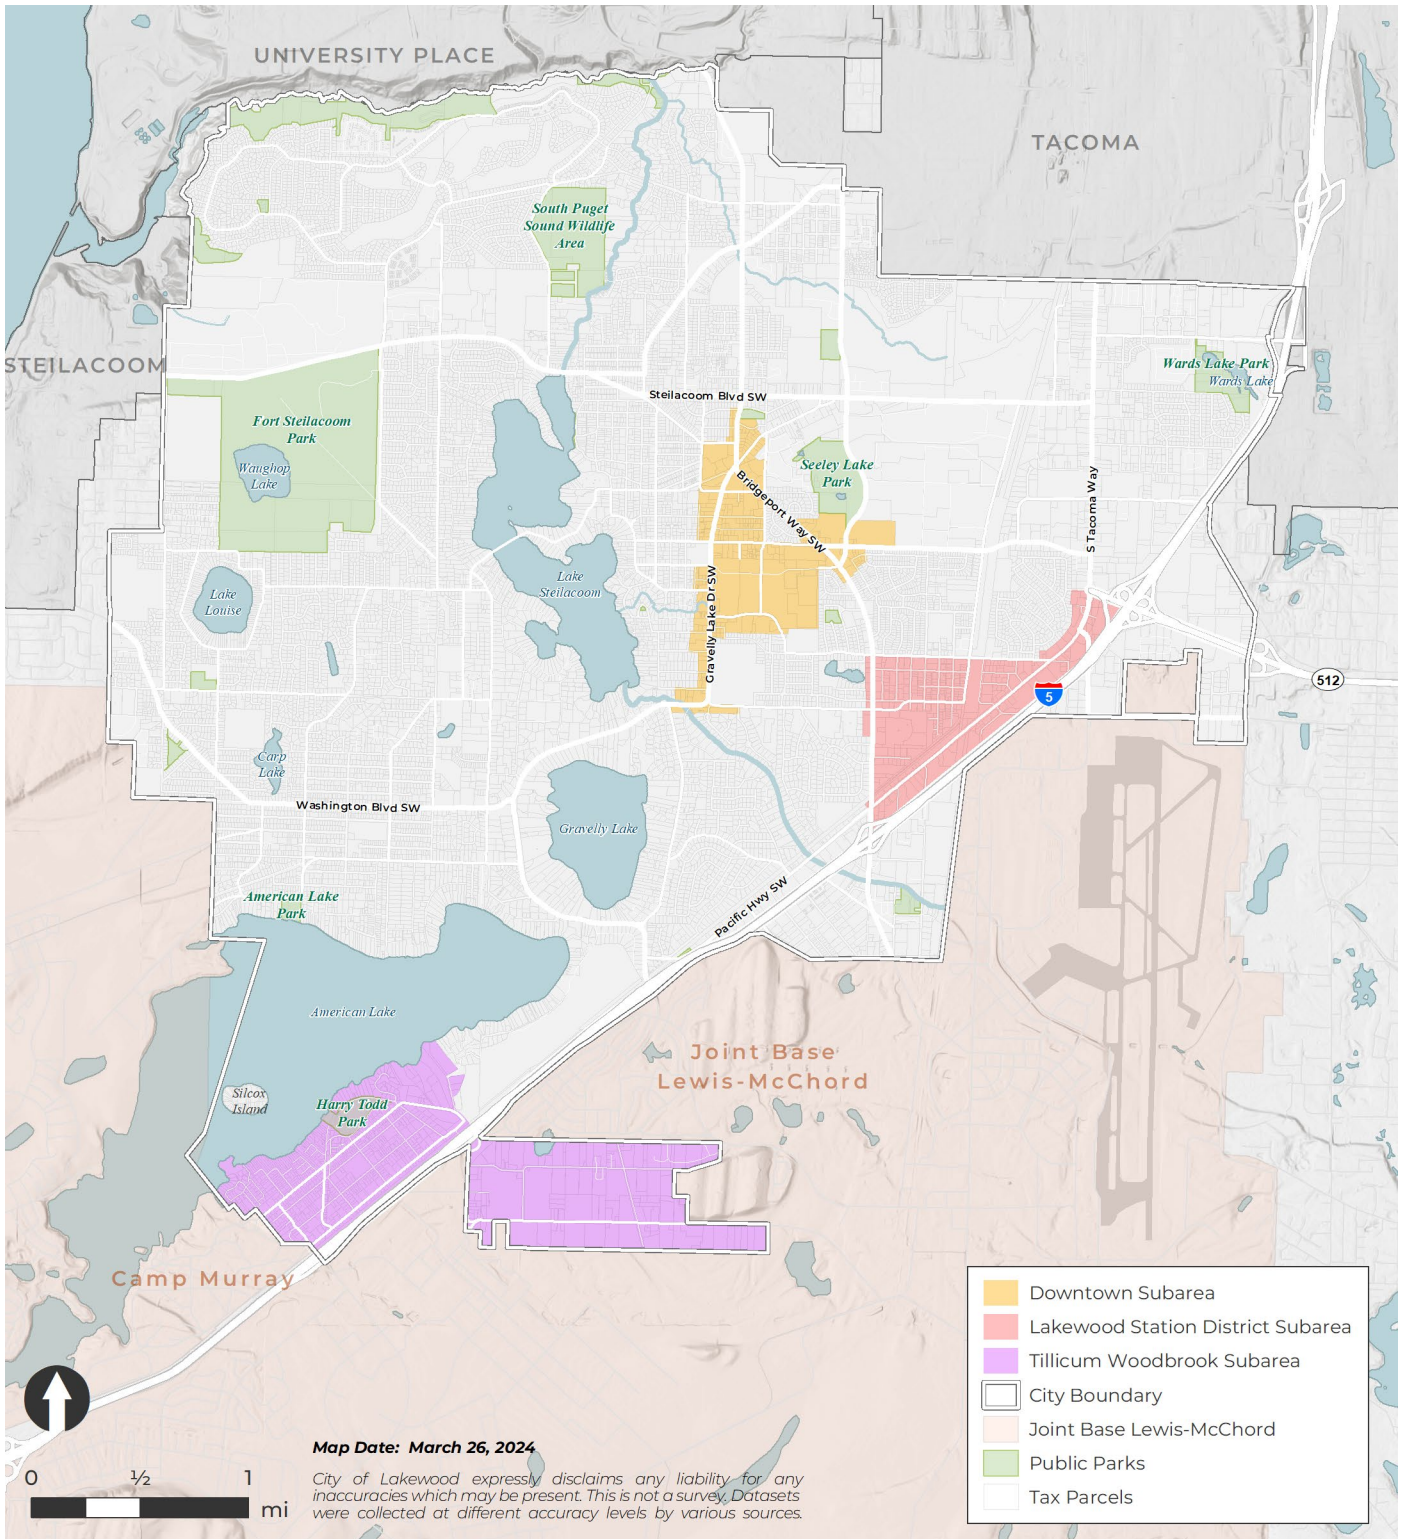 UNIVERSITY PLACE
TACOMA
South Puget
Sound Wildlife
Area
STEILACOOM
Wards Lake Park
Wards Lake
Steilacoom Blvd SW
Fort Steilacoom
Park
Waughop
Lake
Seeley Lake
Park
Bridgeport Way SW
S Tacoma Way
Lake
Steilacoom
Lake
Louise
Gravelly Lake Dr SW
512
5
Carp
Lake
Washington Blvd SW
Gravelly Lake
American Lake
Park
Pacific Hwy SW
American Lake
Joint Base
Lewis-McChord
Silcox
Island
Harry Todd
Park
Camp Murray
Downtown Subarea
Lakewood Station District Subarea
Tillicum Woodbrook Subarea
City Boundary
Joint Base Lewis-McChord
Public Parks
Tax Parcels
Map Date: March 26, 2024
City of Lakewood expressly disclaims any liability for any
inaccuracies which may be present. This is not a survey. Datasets
were collected at different accuracy levels by various sources.
0 ½ 1
mi